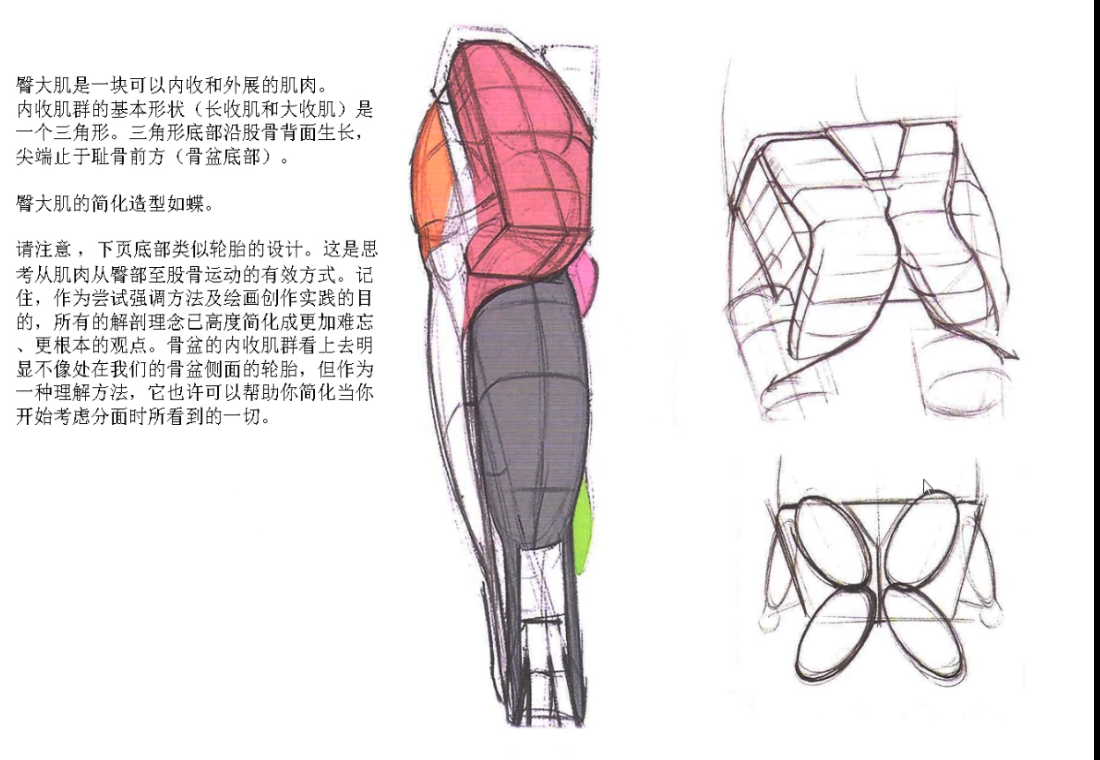 臀大肌是一块可以内收和外展的肌肉。
内收肌群的基本形状（长收肌和大收肌）是
一个三角形。三角形底部沿股骨背面生长，
尖端止于耻骨前方（骨盆底部）。
臀大肌的简化造型如蝶。
请注意，下页底部类似轮胎的设计。这是思
考从肌肉从臀部至股骨运动的有效方式。记
住，作为尝试强调方法及绘画创作实践的目
的，所有的解剖理念已高度简化成更加难忘
、更根本的观点。骨盆的内收肌群看上去明
显不像处在我们的骨盆侧面的轮胎，但作为
一种理解方法，它也许可以帮助你简化当你
开始考虑分面时所看到的一切。